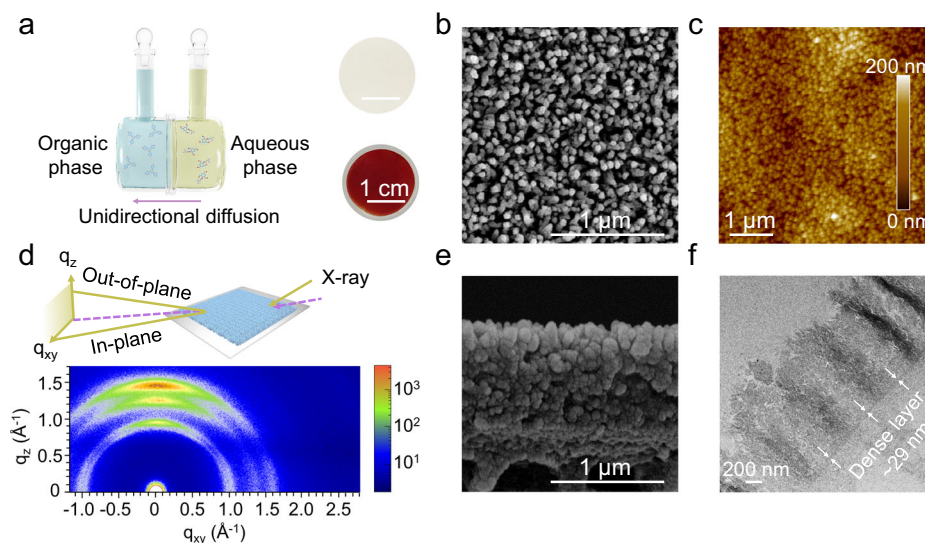 a
Organic
phase
Aqueous
phase
Unidirectional diffusion
1 cm
b
1 µm
c
200 nm
0 nm
1 µm
d
qz
Out-of-plane
X-ray
In-plane
qxy
qz (Å-1)
1.5
1.0
0.5
0
-1.0
-0.5
0
0.5
1.0
1.5
2.0
2.5
qxy (Å-1)
103
102
101
e
1 µm
f
Dense layer
~29 nm
200 nm